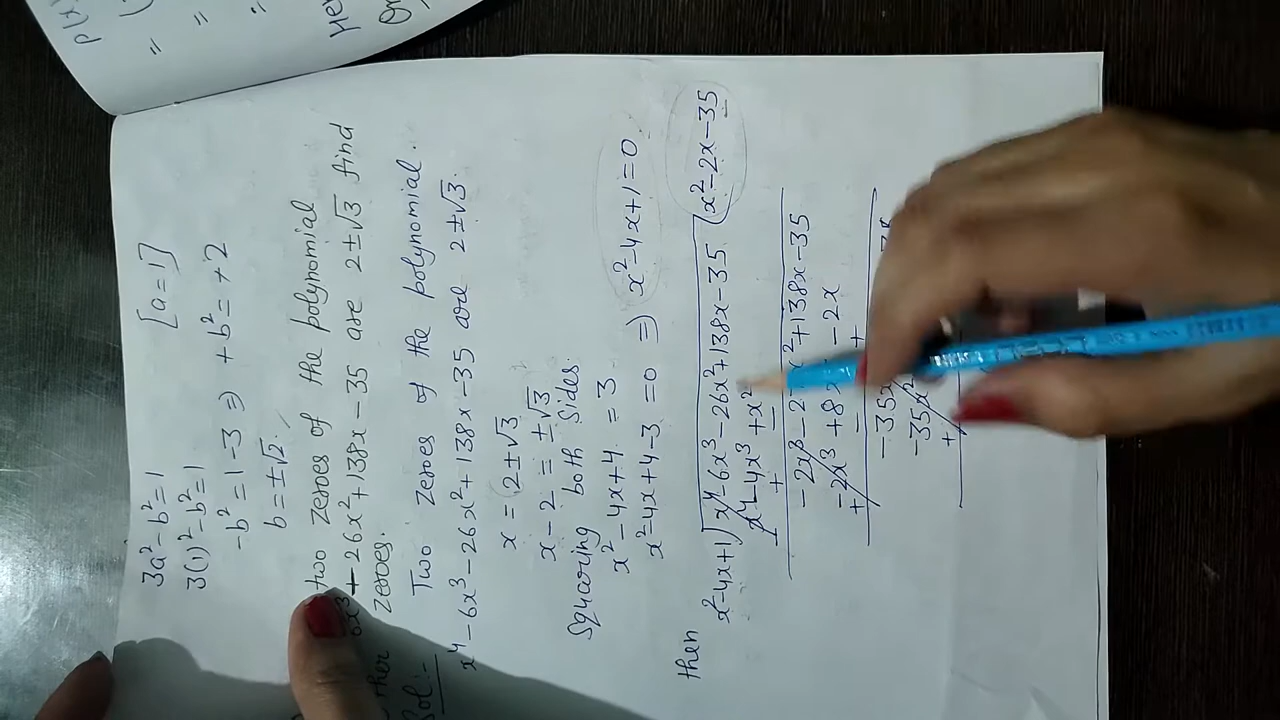 P(x)
3a²-b²=1 [a=1]
3(1)²-b²=1
-b²=1-3 ⇒ +b²=+2
b=±√2.
two zeroes of the polynomial
6x³-26x²+138x-35 are 2±√3 find
zeroes.
Sol:- Two zeroes of the polynomial.
x⁴-6x³-26x²+138x-35 are 2±√3.
x=2±√3
x-2=±√3
Squaring both sides.
x²-4x+4=3
x²-4x+4-3=0 ⇒ x²-4x+1=0
then
x²-4x+1)x⁴-6x³-26x²+138x-35(x²-2x-35
x⁴-4x³+x²
- + -
-2x³-2 x²+138x-35
-2x³+8x -2x
+ - +
-35x
-35x²
+